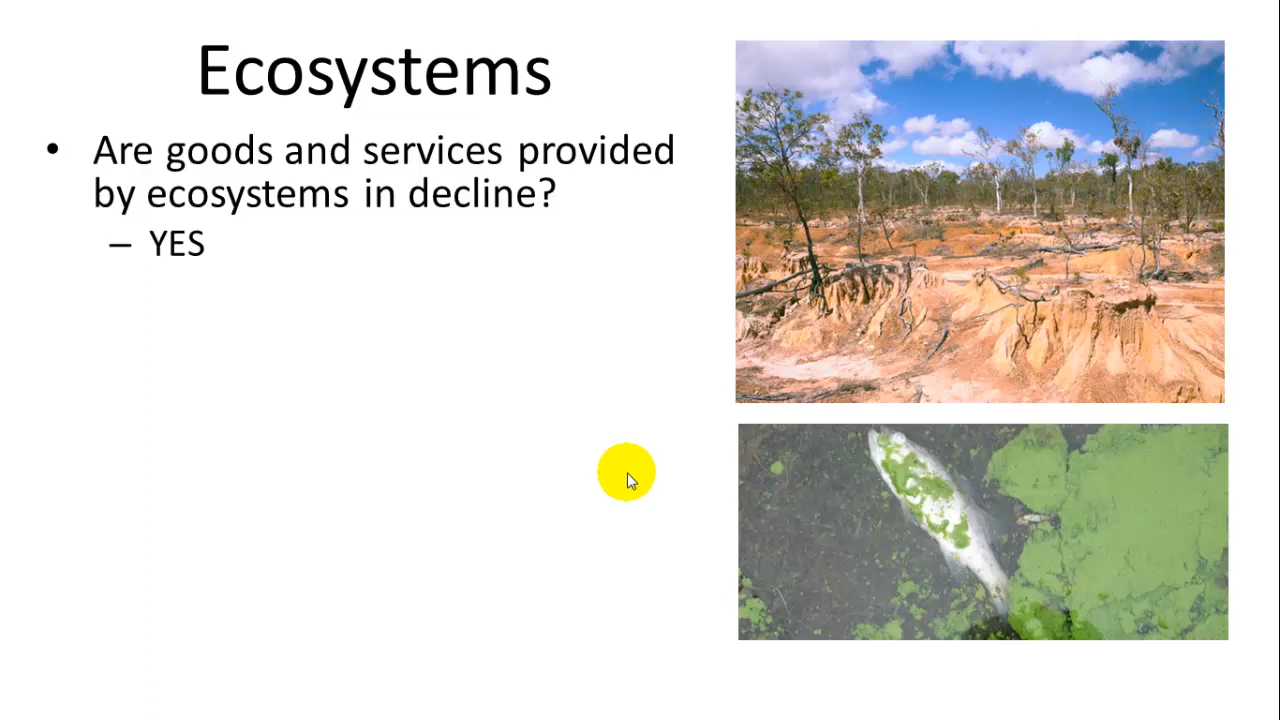 Ecosystems
• Are goods and services provided
by ecosystems in decline?
– YES